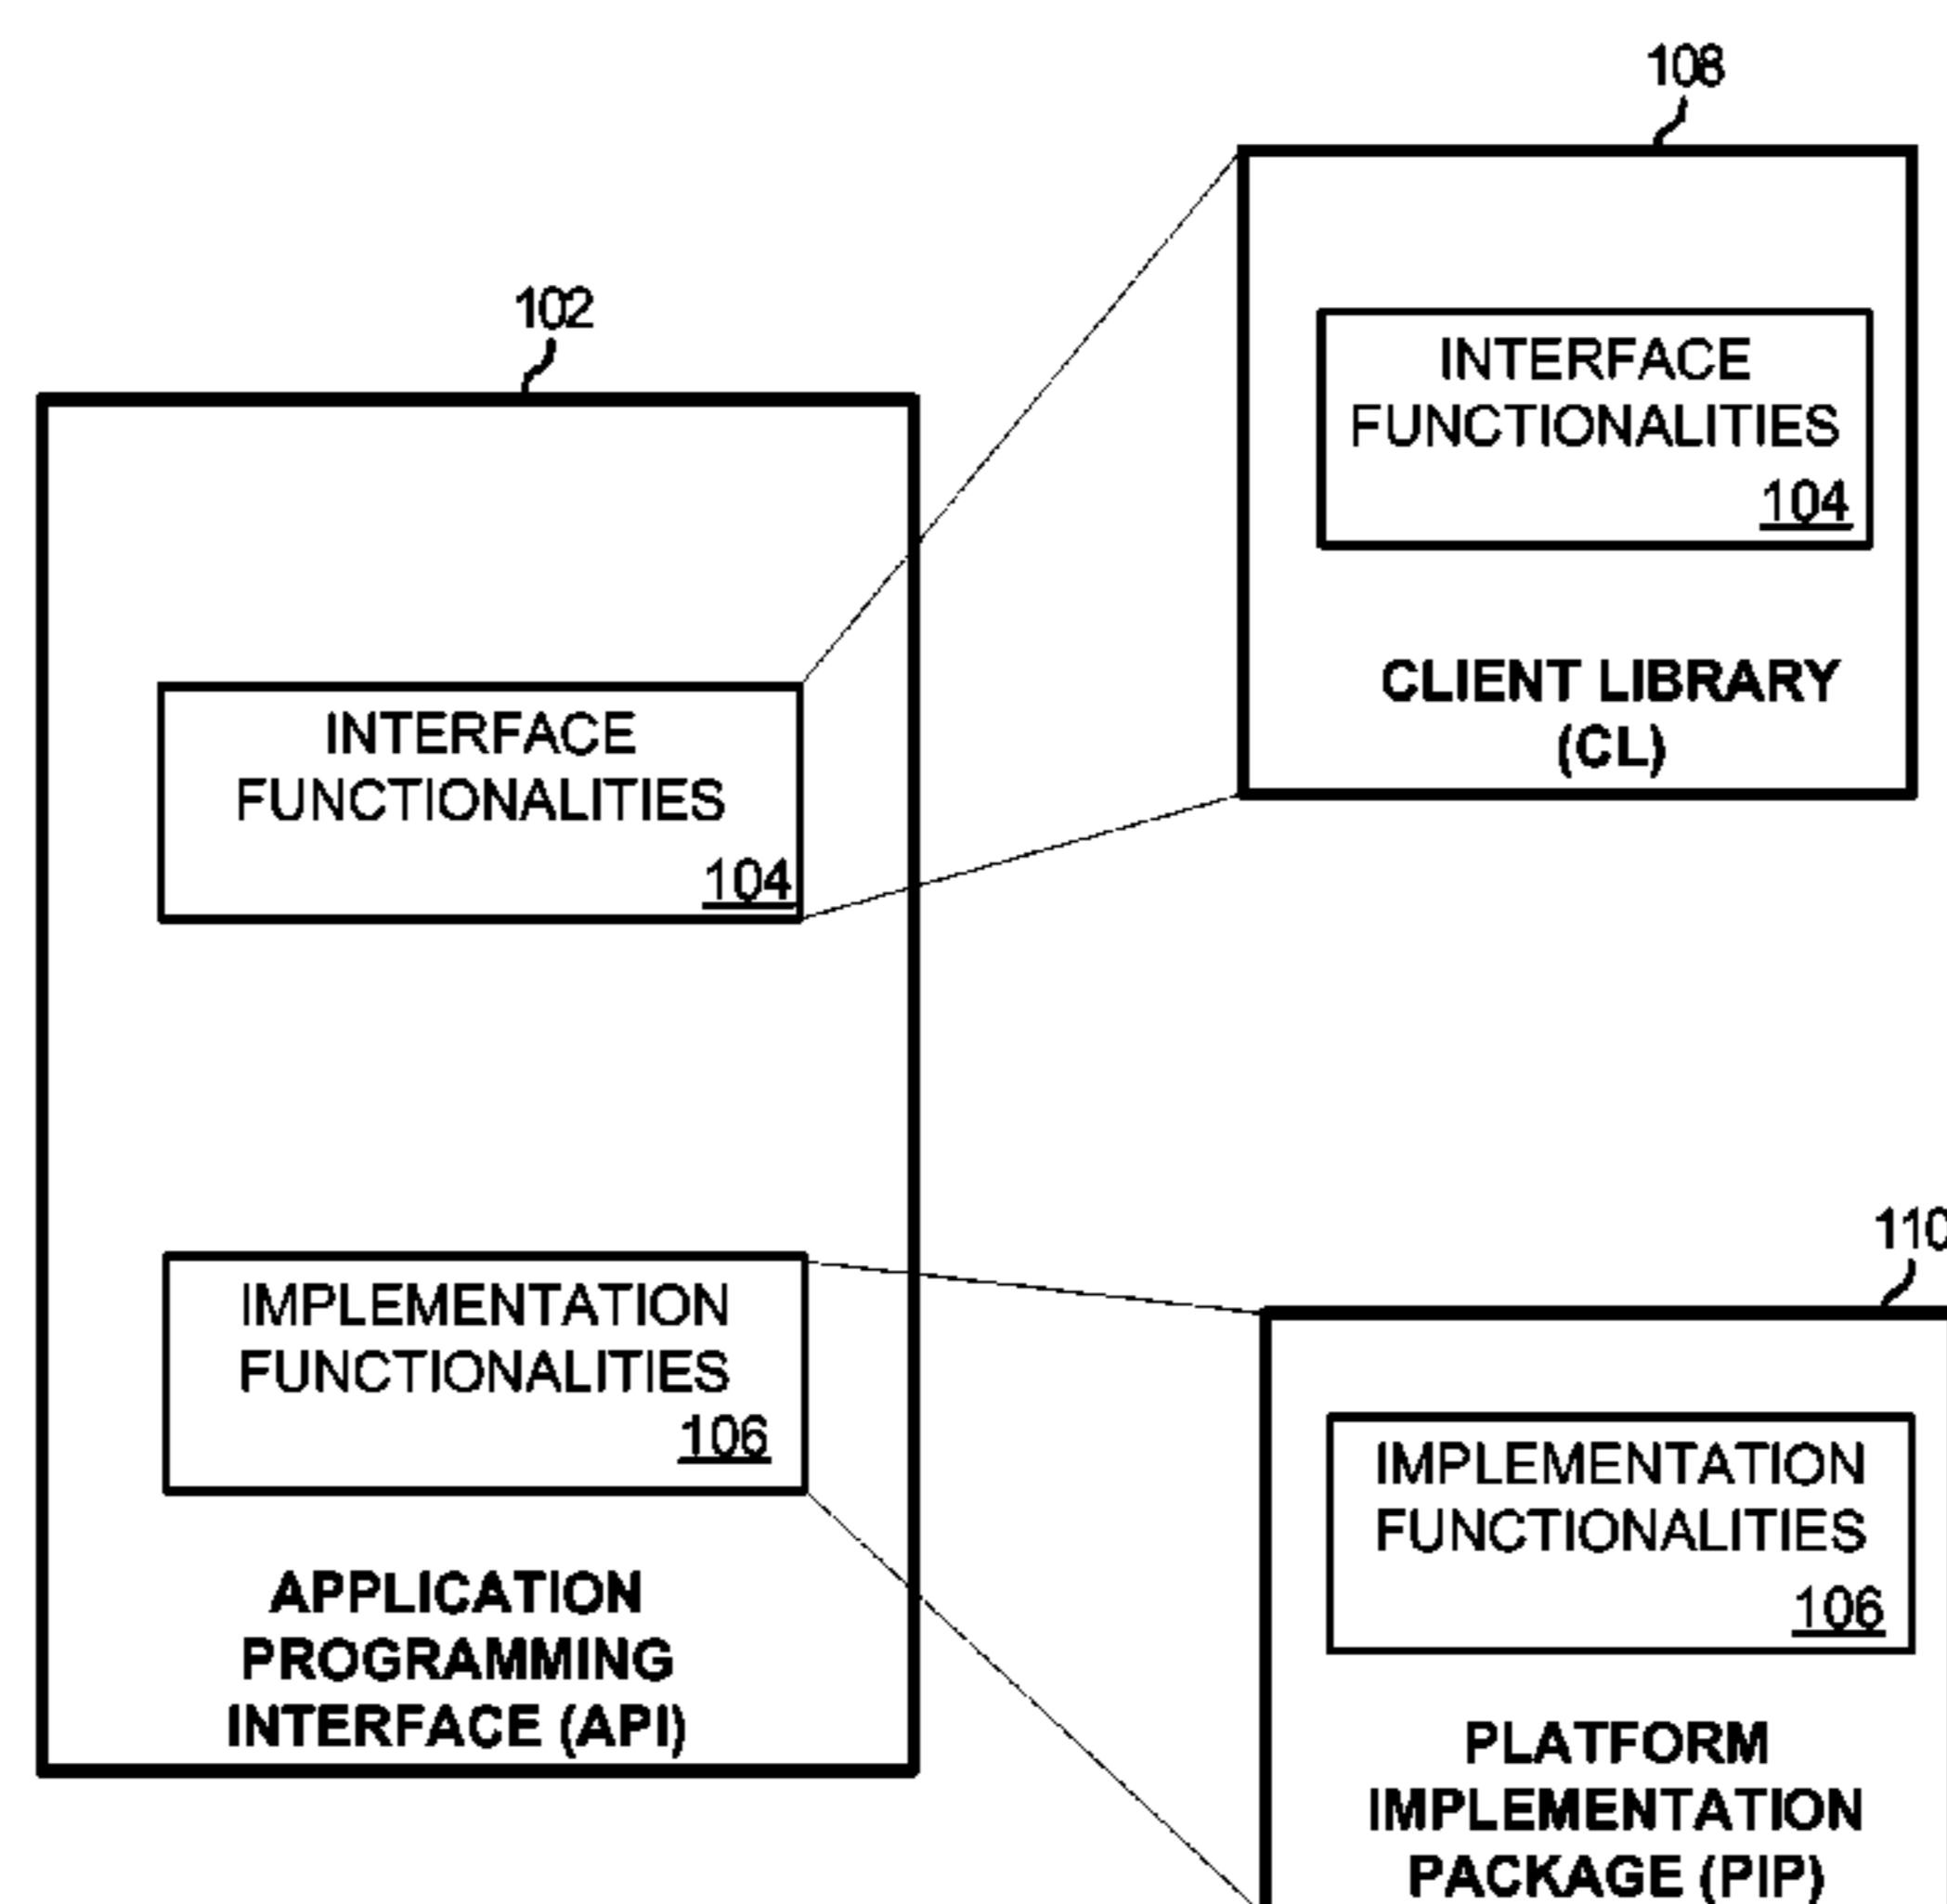 102
INTERFACE
FUNCTIONALITIES
104
IMPLEMENTATION
FUNCTIONALITIES
106
APPLICATION
PROGRAMMING
INTERFACE (API)
108
INTERFACE
FUNCTIONALITIES
104
CLIENT LIBRARY
(CL)
110
IMPLEMENTATION
FUNCTIONALITIES
106
PLATFORM
IMPLEMENTATION
PACKAGE (PIP)